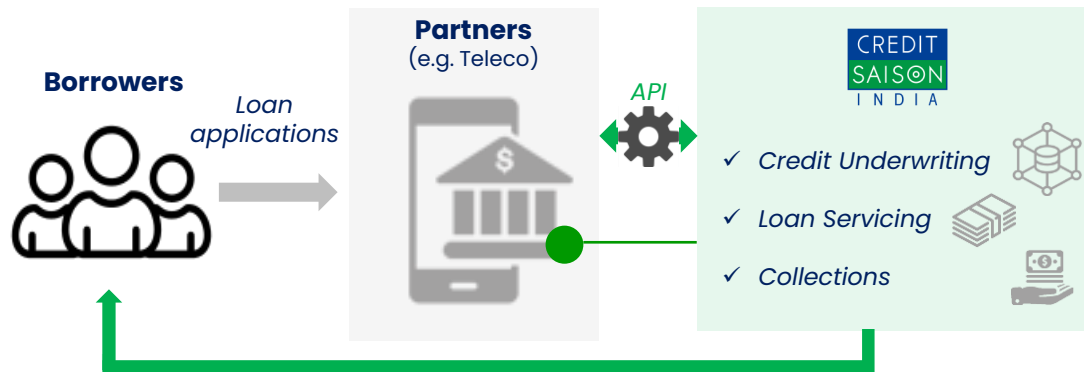 Borrowers
Loan
applications
Partners
(e.g. Teleco)
$
API
CREDIT
SAISON
INDIA
✓ Credit Underwriting
✓ Loan Servicing
✓ Collections
$